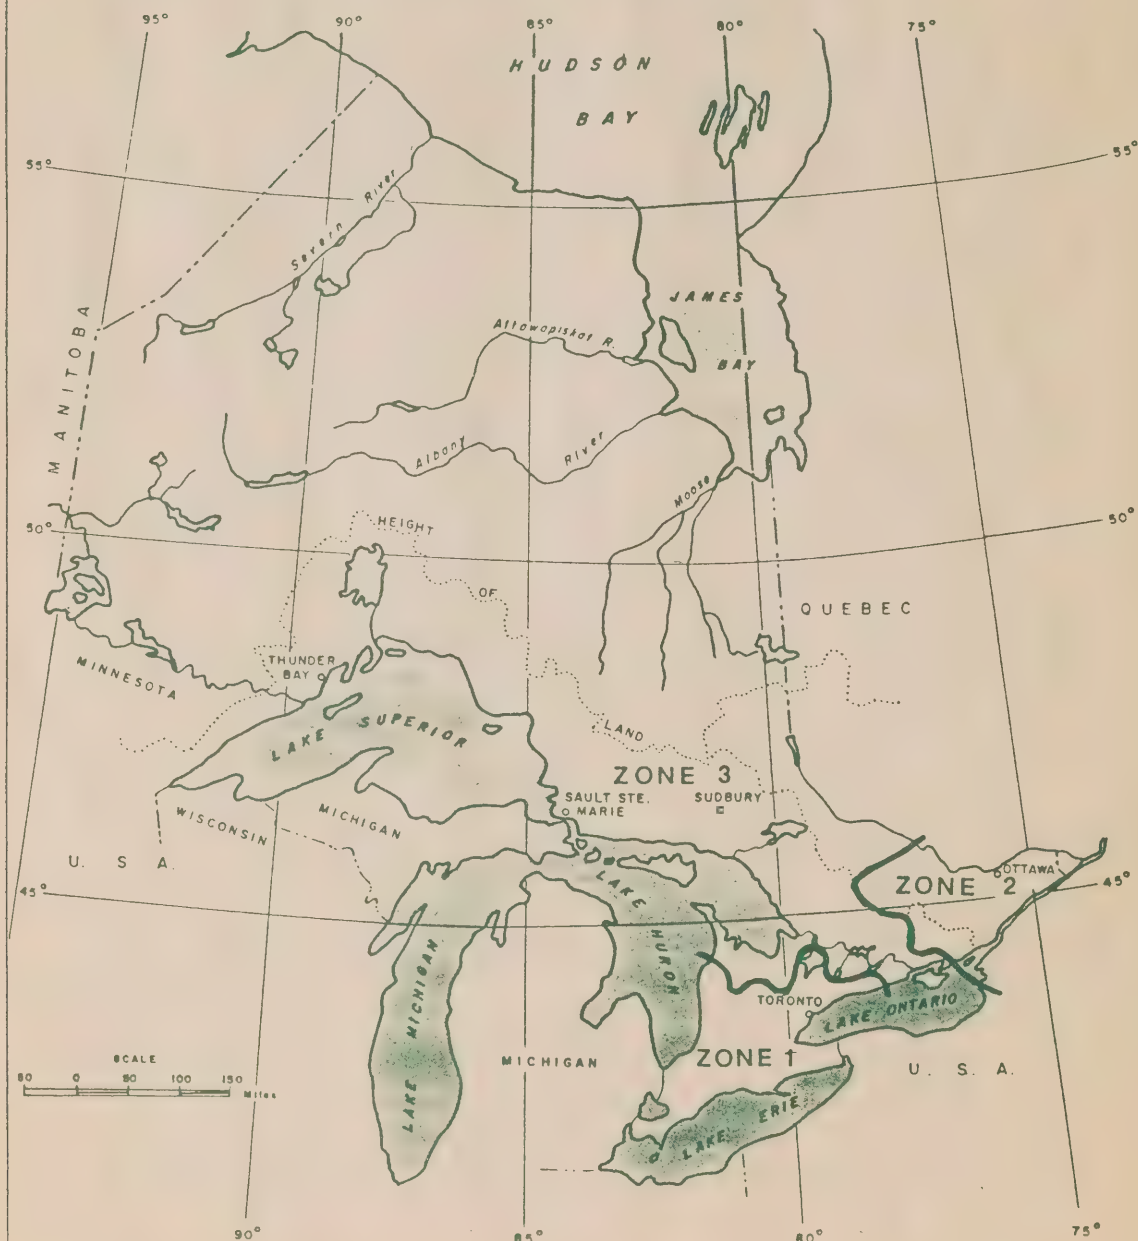 95°
90°
85°
80°
75°
HUDSON
BAY
55°
55°
Severn River
MANITOBA
JAMES
BAY
Attawapiskat R.
Albany River
Moose
50°
50°
HEIGHT
OF
LAND
QUEBEC
MINNESOTA
THUNDER
BAY
LAKE SUPERIOR
ZONE 3
SAULT STE.
MARIE
SUDBURY
WISCONSIN
MICHIGAN
U. S. A.
45°
45°
ZONE 2
OTTAWA
LAKE HURON
LAKE MICHIGAN
TORONTO
LAKE ONTARIO
MICHIGAN
ZONE 1
U. S. A.
LAKE ERIE
SCALE
50 0 50 100 150
Miles
90°
85°
80°
75°